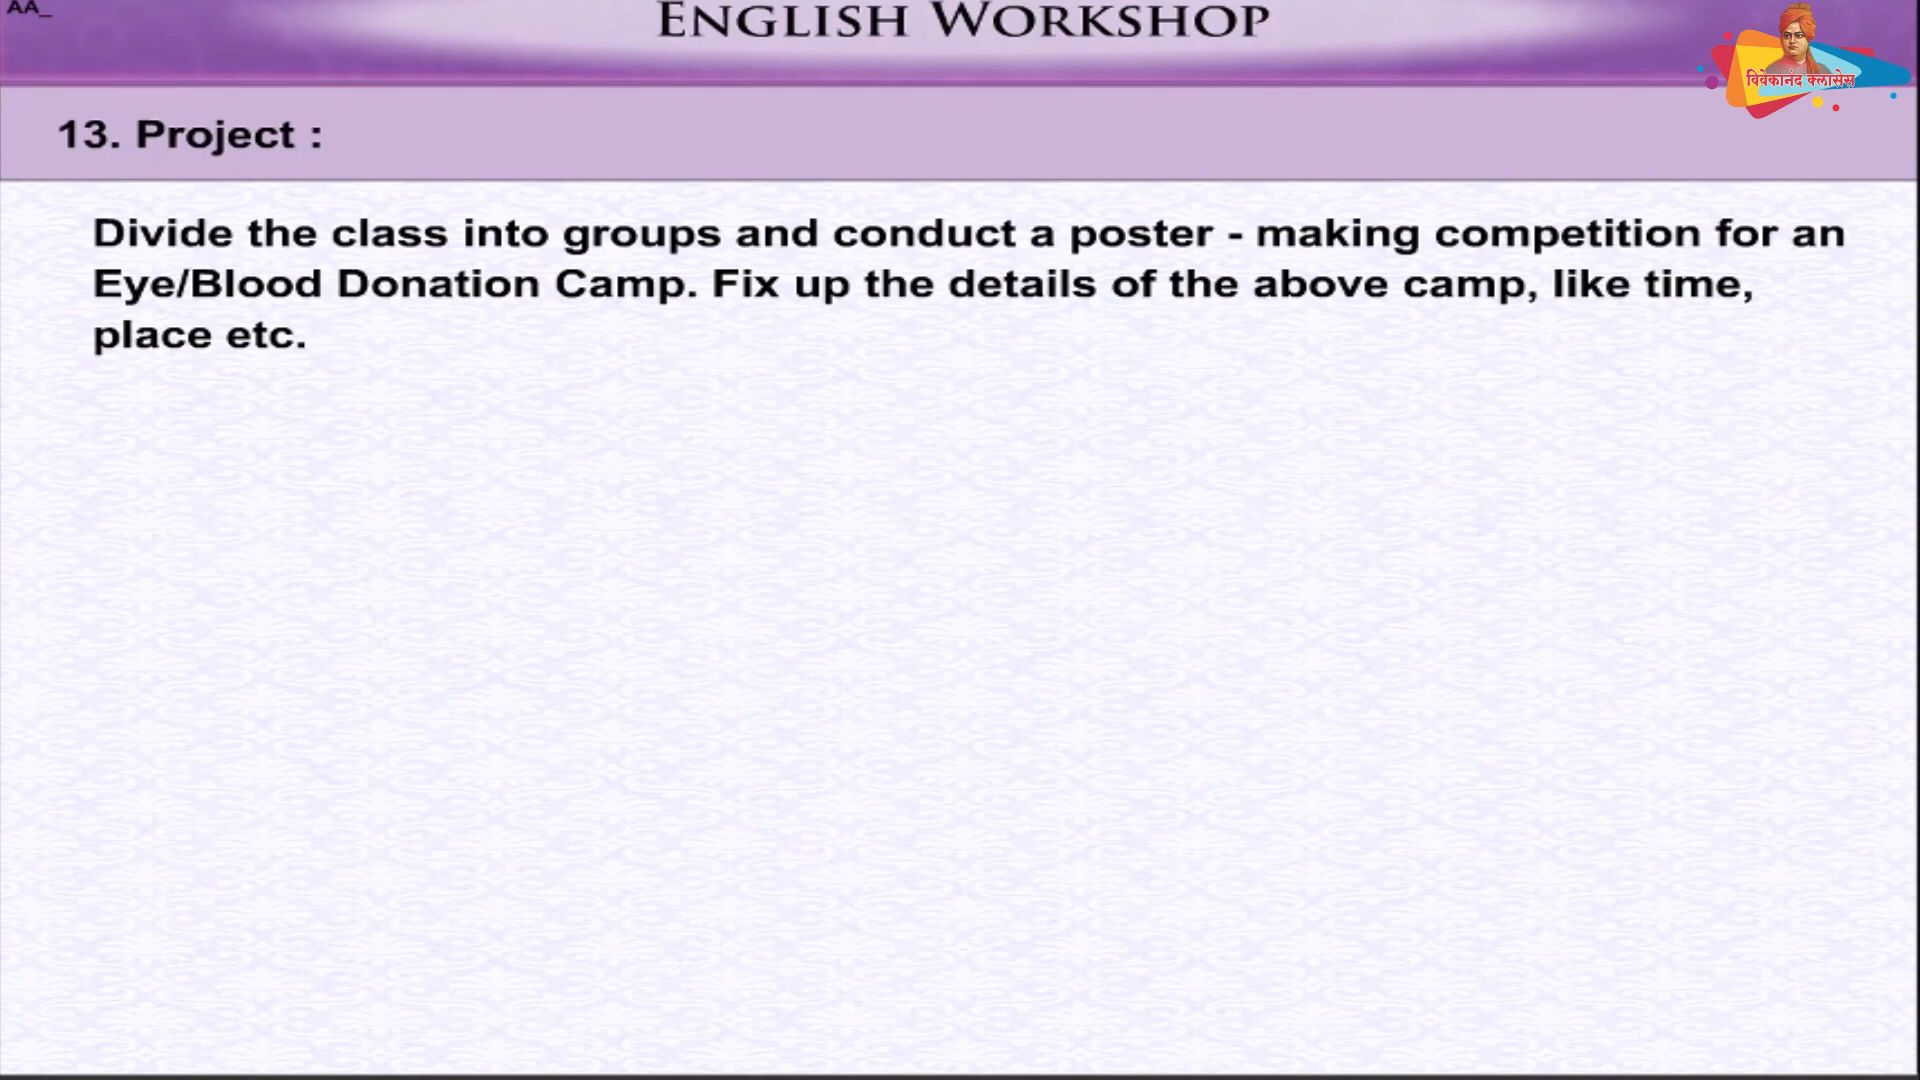 AA_
ENGLISH WORKSHOP
विवेकानंद क्लासेस
13. Project :
Divide the class into groups and conduct a poster - making competition for an
Eye/Blood Donation Camp. Fix up the details of the above camp, like time,
place etc.